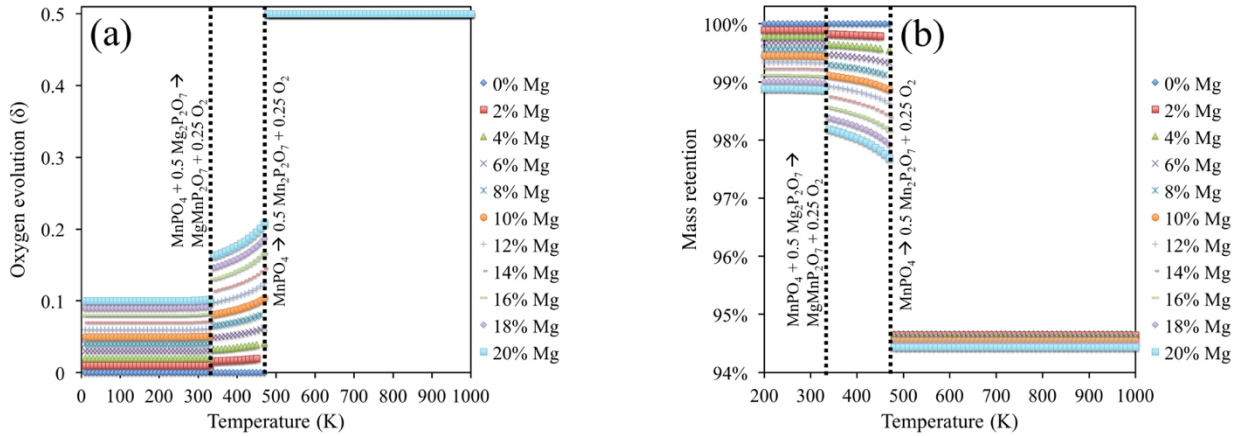 (a)
0.5
0.4
0.3
0.2
0.1
0
Oxygen evolution (δ)
MnPO₄ + 0.5 Mg₂P₂O₇ →
MgMnP₂O₇ + 0.25 O₂
MnPO₄ → 0.5 Mn₂P₂O₇ + 0.25 O₂
0 100 200 300 400 500 600 700 800 900 1000
Temperature (K)
0% Mg
2% Mg
4% Mg
6% Mg
8% Mg
10% Mg
12% Mg
14% Mg
16% Mg
18% Mg
20% Mg
(b)
100%
99%
98%
97%
96%
95%
94%
Mass retention
MnPO₄ + 0.5 Mg₂P₂O₇ →
MgMnP₂O₇ + 0.25 O₂
MnPO₄ → 0.5 Mn₂P₂O₇ + 0.25 O₂
200 300 400 500 600 700 800 900 1000
Temperature (K)
0% Mg
2% Mg
4% Mg
6% Mg
8% Mg
10% Mg
12% Mg
14% Mg
16% Mg
18% Mg
20% Mg